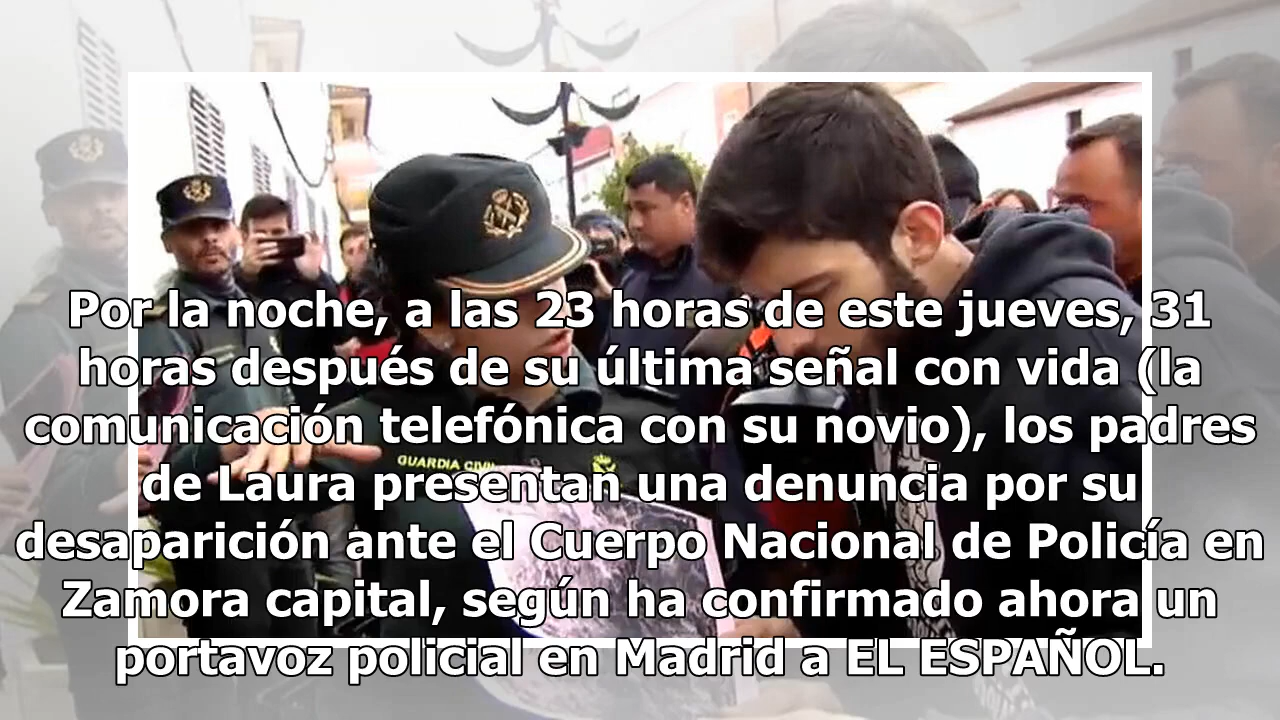 Por la noche, a las 23 horas de este jueves, 31
horas después de su última señal con vida (la
comunicación telefónica con su novio), los padres
de Laura presentan una denuncia por su
desaparición ante el Cuerpo Nacional de Policía en
Zamora capital, según ha confirmado ahora un
portavoz policial en Madrid a EL ESPAÑOL.
GUARDIA CIVIL